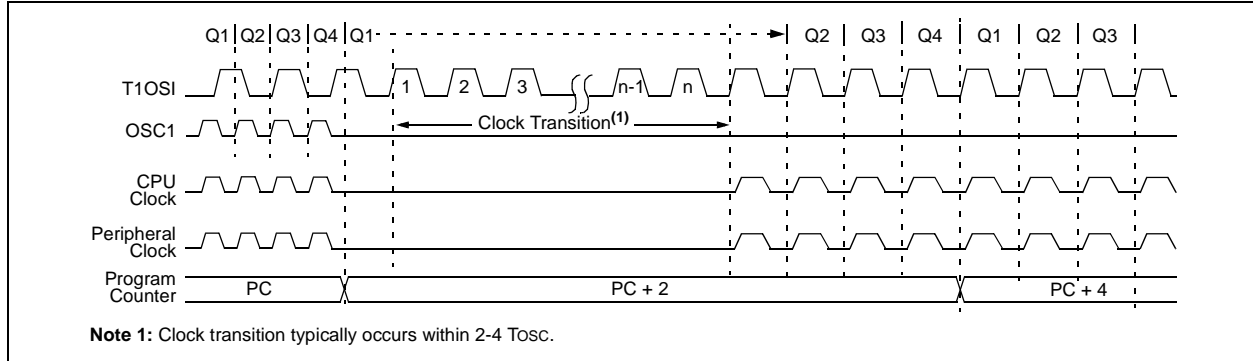 Q1 Q2 Q3 Q4 Q1 Q2 Q3 Q4 Q1 Q2 Q3
T1OSI 1 2 3 n-1 n
OSC1 Clock Transition(1)
CPU
Clock
Peripheral
Clock
Program
Counter PC PC + 2 PC + 4
Note 1: Clock transition typically occurs within 2-4 TOSC.